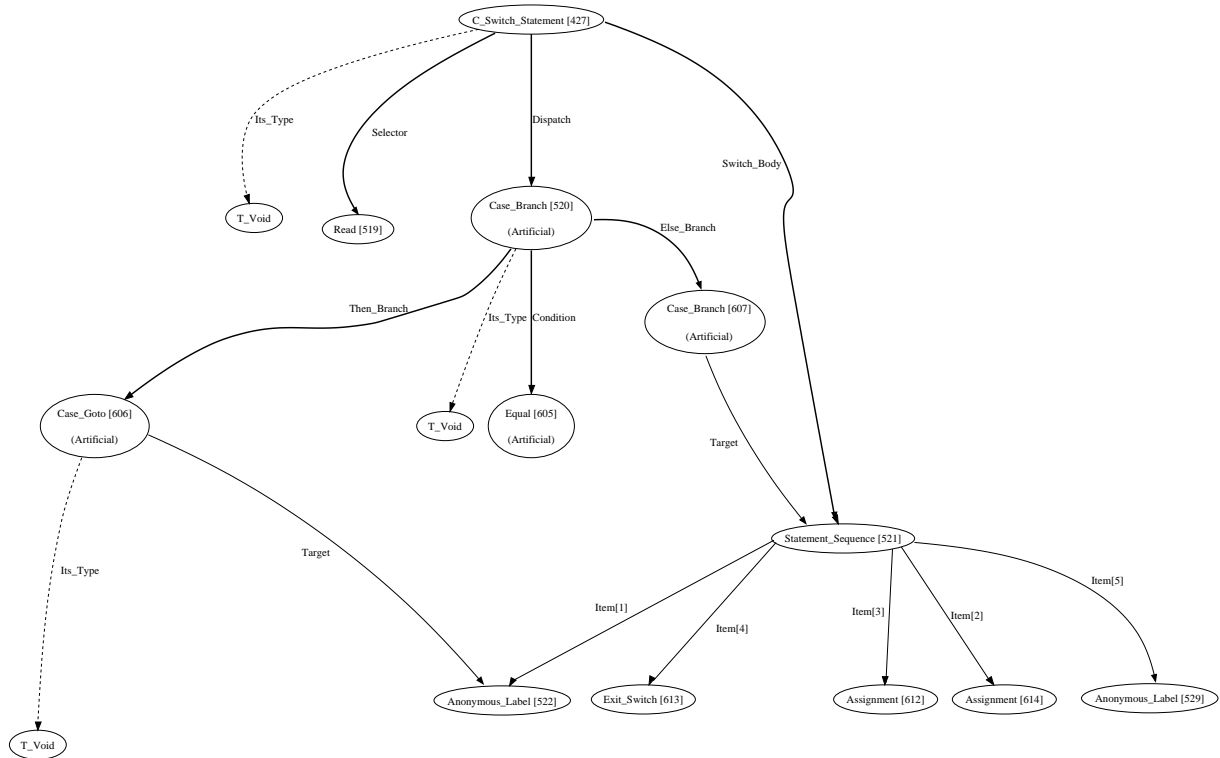 C_Switch_Statement [427]
Its_Type
Selector
Dispatch
Switch_Body
T_Void
Read [519]
Case_Branch [520]
(Artificial)
Else_Branch
Then_Branch
Its_Type
Condition
Case_Branch [607]
(Artificial)
Case_Goto [606]
(Artificial)
T_Void
Equal [605]
(Artificial)
Target
Statement_Sequence [521]
Its_Type
Target
Item[1]
Item[4]
Item[3]
Item[2]
Item[5]
Anonymous_Label [522]
Exit_Switch [613]
Assignment [612]
Assignment [614]
Anonymous_Label [529]
T_Void